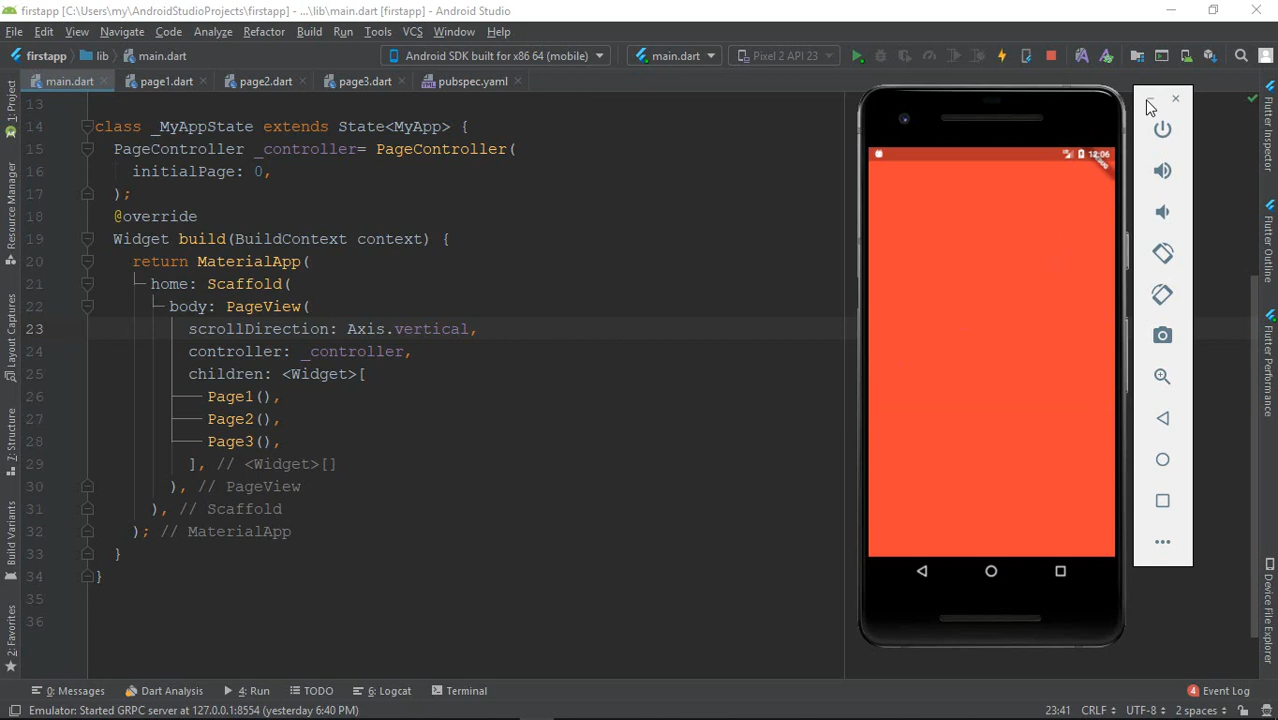 firstapp [C:\Users\my\AndroidStudioProjects\firstapp] - ...\lib\main.dart [firstapp] - Android Studio
File Edit View Navigate Code Analyze Refactor Build Run Tools VCS Window Help
firstapp lib main.dart Android SDK built for x86 64 (mobile) main.dart Pixel 2 API 23
main.dart page1.dart page2.dart page3.dart pubspec.yaml
13
14 class _MyAppState extends State<MyApp> {
15 PageController _controller= PageController(
16 initialPage: 0,
17 );
18 @override
19 Widget build(BuildContext context) {
20 return MaterialApp(
21 home: Scaffold(
22 body: PageView(
23 scrollDirection: Axis.vertical,
24 controller: _controller,
25 children: <Widget>[
26 Page1(),
27 Page2(),
28 Page3(),
29 ], // <Widget>[]
30 ), // PageView
31 ), // Scaffold
32 ); // MaterialApp
33 }
34 }
35
36
1: Project
Resource Manager
Layout Captures
7: Structure
Build Variants
2: Favorites
12:06
Flutter Inspector
Flutter Outline
Flutter Performance
Device File Explorer
0: Messages Dart Analysis 4: Run TODO 6: Logcat Terminal 4 Event Log
Emulator: Started GRPC server at 127.0.0.1:8554 (yesterday 6:40 PM) 23:41 CRLF UTF-8 2 spaces